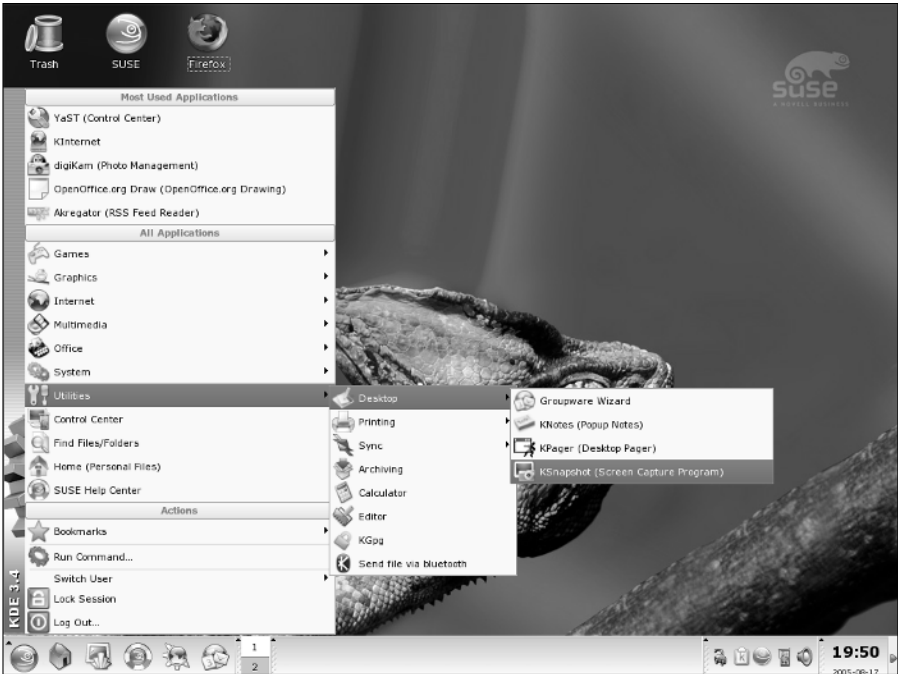 Trash
SUSE
Firefox
SUSE
A NOVELL BUSINESS
Most Used Applications
YaST (Control Center)
KInternet
digiKam (Photo Management)
OpenOffice.org Draw (OpenOffice.org Drawing)
Akregator (RSS Feed Reader)
All Applications
Games
Graphics
Internet
Multimedia
Office
System
Utilities
Control Center
Find Files/Folders
Home (Personal Files)
SUSE Help Center
Actions
Bookmarks
Run Command...
Switch User
Lock Session
Log Out...
KDE 3.4
Desktop
Printing
Sync
Archiving
Calculator
Editor
KGpg
Send file via bluetooth
Groupware Wizard
KNotes (Popup Notes)
KPager (Desktop Pager)
KSnapshot (Screen Capture Program)
1
2
19:50
2005-08-17